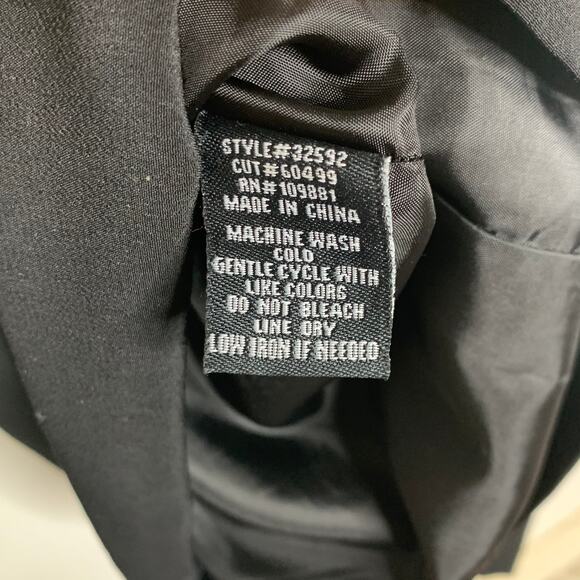 STYLE#32592
CUT#60499
RN#109881
MADE IN CHINA
MACHINE WASH
COLD
GENTLE CYCLE WITH
LIKE COLORS
DO NOT BLEACH
LINE DRY
LOW IRON IF NEEDED